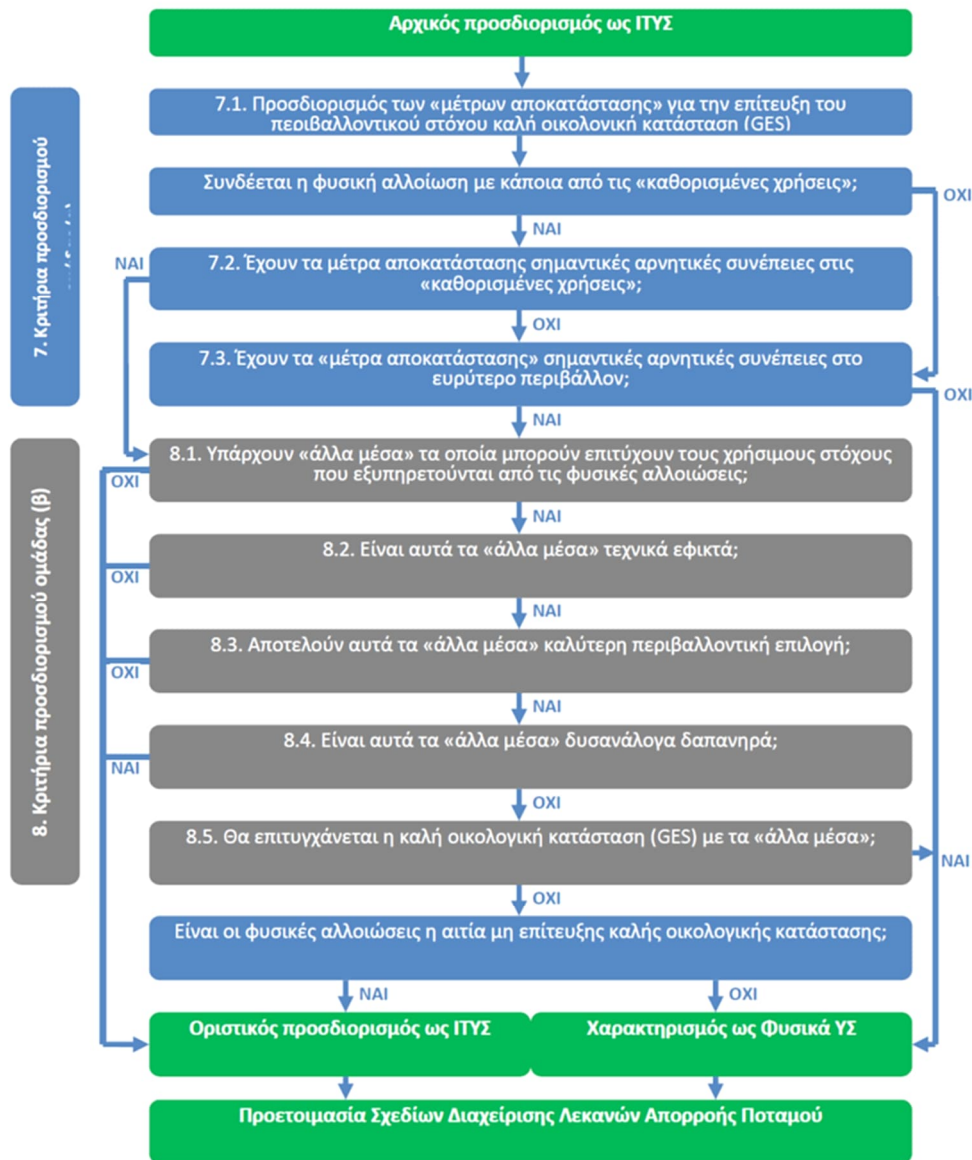 Αρχικός προσδιορισμός ως ΙΤΥΣ
7.1. Προσδιορισμός των «μέτρων αποκατάστασης» για την επίτευξη του
περιβαλλοντικού στόχου καλή οικολονική κατάσταση (GES)
Συνδέεται η φυσική αλλοίωση με κάποια από τις «καθορισμένες χρήσεις»;
ΟΧΙ
ΝΑΙ
7. Κριτήρια προσδιορισμού
ΝΑΙ
7.2. Έχουν τα μέτρα αποκατάστασης σημαντικές αρνητικές συνέπειες στις
«καθορισμένες χρήσεις»;
ΟΧΙ
7.3. Έχουν τα «μέτρα αποκατάστασης» σημαντικές αρνητικές συνέπειες στο
ευρύτερο περιβάλλον;
ΟΧΙ
ΝΑΙ
8. Κριτήρια προσδιορισμού ομάδας (β)
8.1. Υπάρχουν «άλλα μέσα» τα οποία μπορούν επιτύχουν τους χρήσιμους στόχους
που εξυπηρετούνται από τις φυσικές αλλοιώσεις;
ΟΧΙ
ΝΑΙ
8.2. Είναι αυτά τα «άλλα μέσα» τεχνικά εφικτά;
ΟΧΙ
ΝΑΙ
8.3. Αποτελούν αυτά τα «άλλα μέσα» καλύτερη περιβαλλοντική επιλογή;
ΟΧΙ
ΝΑΙ
8.4. Είναι αυτά τα «άλλα μέσα» δυσανάλογα δαπανηρά;
ΝΑΙ
ΟΧΙ
8.5. Θα επιτυγχάνεται η καλή οικολογική κατάσταση (GES) με τα «άλλα μέσα»;
ΝΑΙ
ΟΧΙ
Είναι οι φυσικές αλλοιώσεις η αιτία μη επίτευξης καλής οικολογικής κατάστασης;
ΝΑΙ
ΟΧΙ
Οριστικός προσδιορισμός ως ΙΤΥΣ
Χαρακτηρισμός ως Φυσικά ΥΣ
Προετοιμασία Σχεδίων Διαχείρισης Λεκανών Απορροής Ποταμού